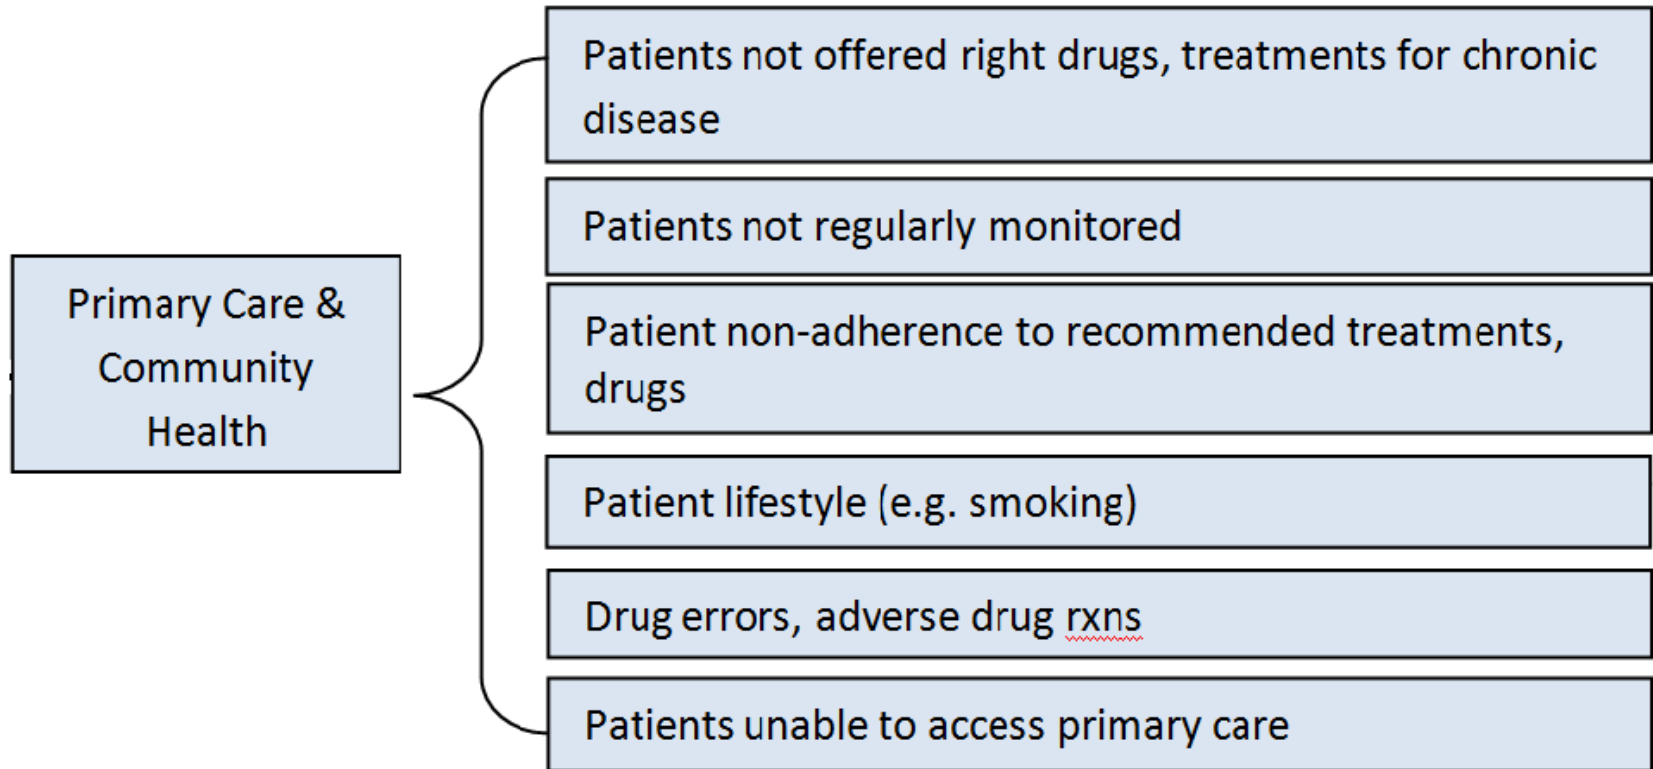 Primary Care &
Community
Health
Patients not offered right drugs, treatments for chronic
disease
Patients not regularly monitored
Patient non-adherence to recommended treatments,
drugs
Patient lifestyle (e.g. smoking)
Drug errors, adverse drug rxns
Patients unable to access primary care